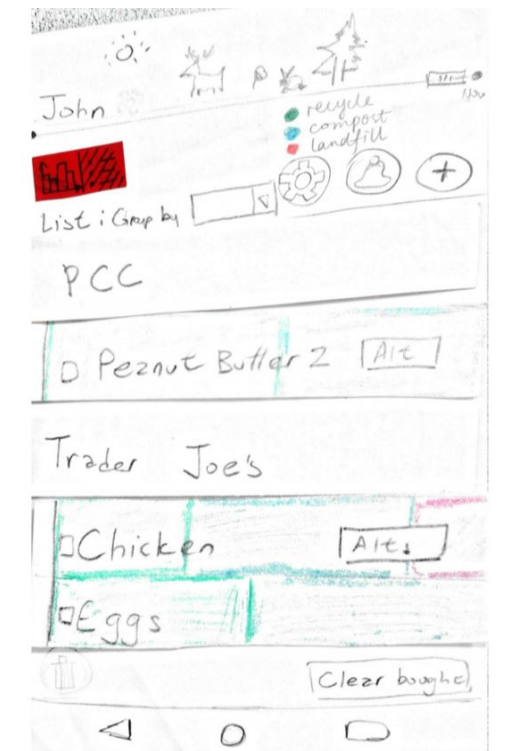 John
recycle
compost
landfill
+
List : Group by
PCC
Peanut Butter 2 Alt
Trader Joe's
Chicken Alt
Eggs
Clear bought